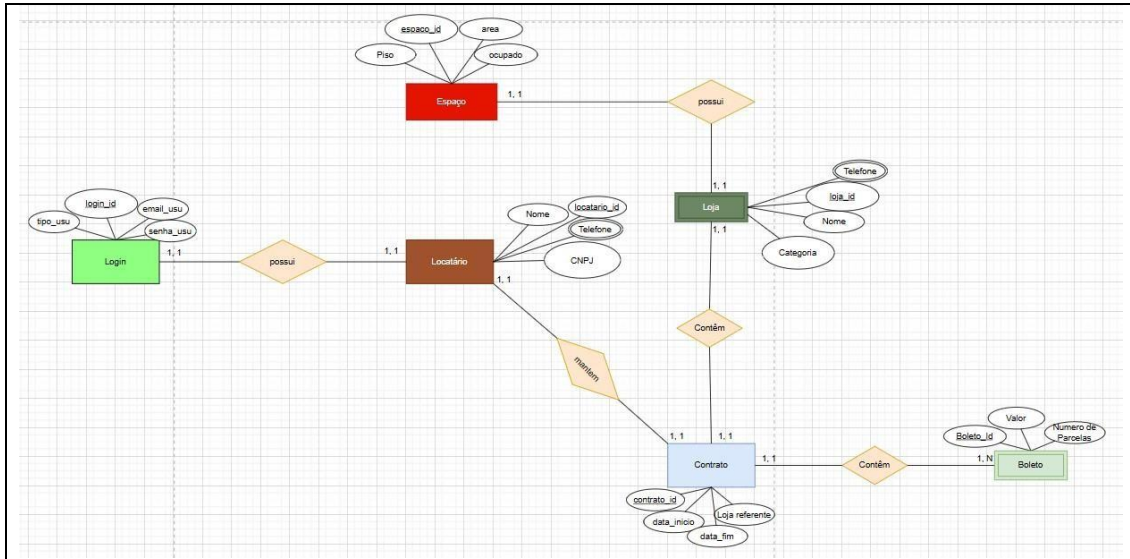 espaco_id
area
Piso
ocupado
Espaço
1, 1
possui
1, 1
Telefone
loja_id
Loja
Nome
Categoria
1, 1
login_id
email_usu
tipo_usu
senha_usu
Login
1, 1
possui
1, 1
Locatário
Nome
locatario_id
Telefone
CNPJ
1, 1
mantem
Contêm
1, 1
1, 1
Contrato
1, 1
Contêm
1, N
Boleto
Valor
Boleto_Id
Numero de
Parcelas
contrato_id
Loja referente
data_inicio
data_fim